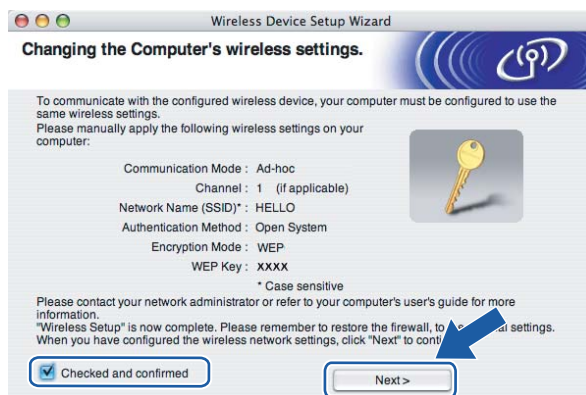 Wireless Device Setup Wizard
Changing the Computer's wireless settings.
To communicate with the configured wireless device, your computer must be configured to use the
same wireless settings.
Please manually apply the following wireless settings on your
computer:
Communication Mode : Ad-hoc
Channel : 1 (if applicable)
Network Name (SSID)* : HELLO
Authentication Method : Open System
Encryption Mode : WEP
WEP Key : XXXX
* Case sensitive
Please contact your network administrator or refer to your computer's user's guide for more
information.
"Wireless Setup" is now complete. Please remember to restore the firewall, to settings.
When you have configured the wireless network settings, click "Next" to
Checked and confirmed
Next >